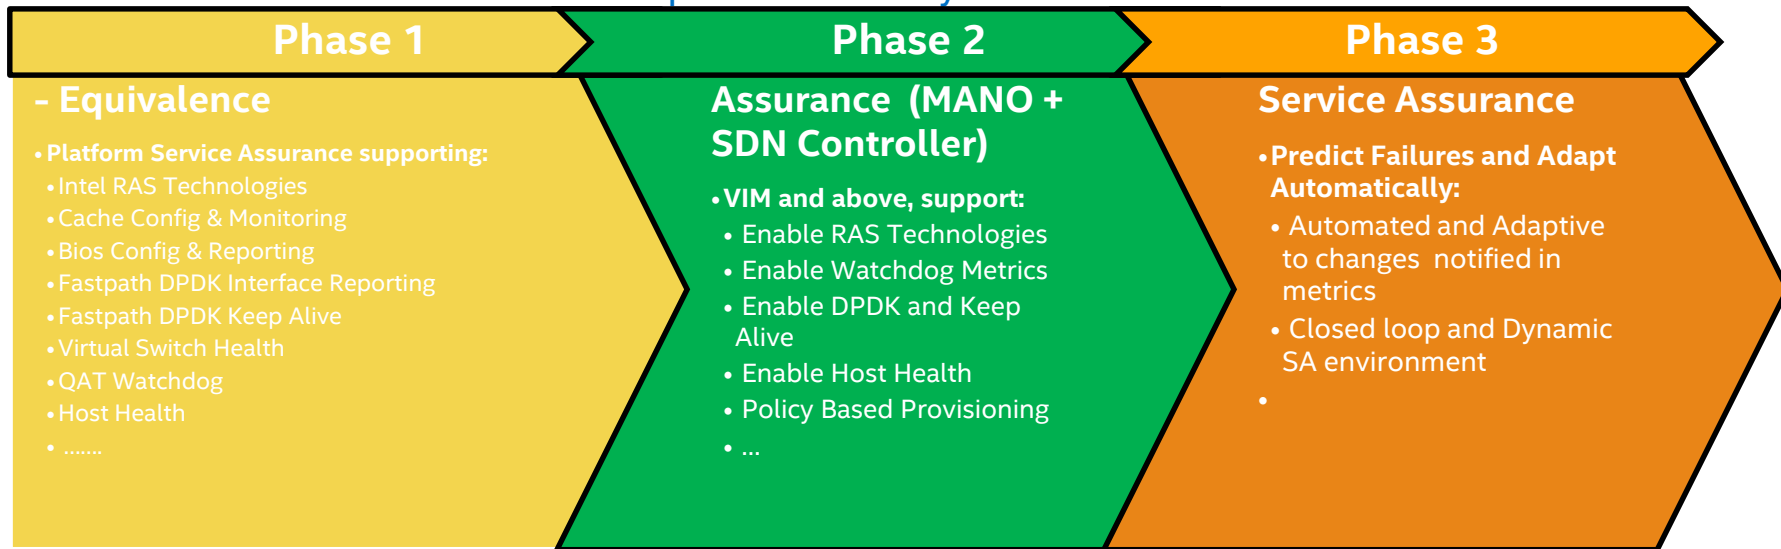 Phase 1
Phase 2
Phase 3
- Equivalence
• Platform Service Assurance supporting:
• Intel RAS Technologies
• Cache Config & Monitoring
• Bios Config & Reporting
• Fastpath DPDK Interface Reporting
• Fastpath DPDK Keep Alive
• Virtual Switch Health
• QAT Watchdog
• Host Health
• .......
Assurance (MANO +
SDN Controller)
• VIM and above, support:
• Enable RAS Technologies
• Enable Watchdog Metrics
• Enable DPDK and Keep
Alive
• Enable Host Health
• Policy Based Provisioning
• ...
Service Assurance
• Predict Failures and Adapt
Automatically:
• Automated and Adaptive
to changes notified in
metrics
• Closed loop and Dynamic
SA environment
•